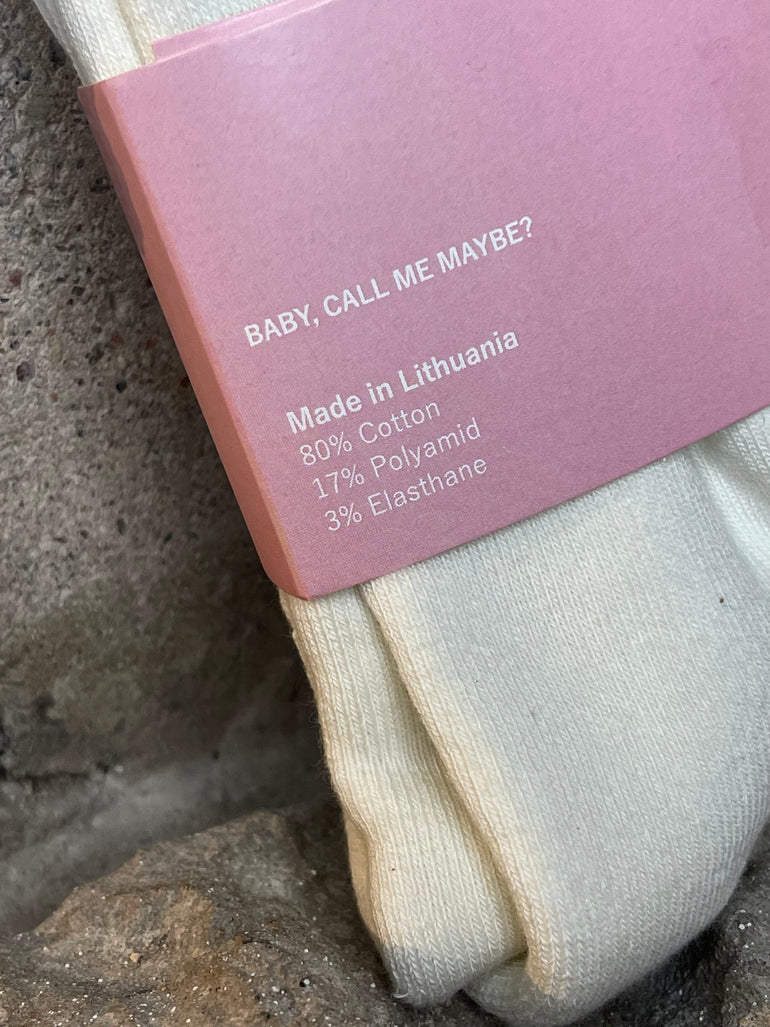 BABY, CALL ME MAYBE?
Made in Lithuania
80% Cotton
17% Polyamid
3% Elasthane